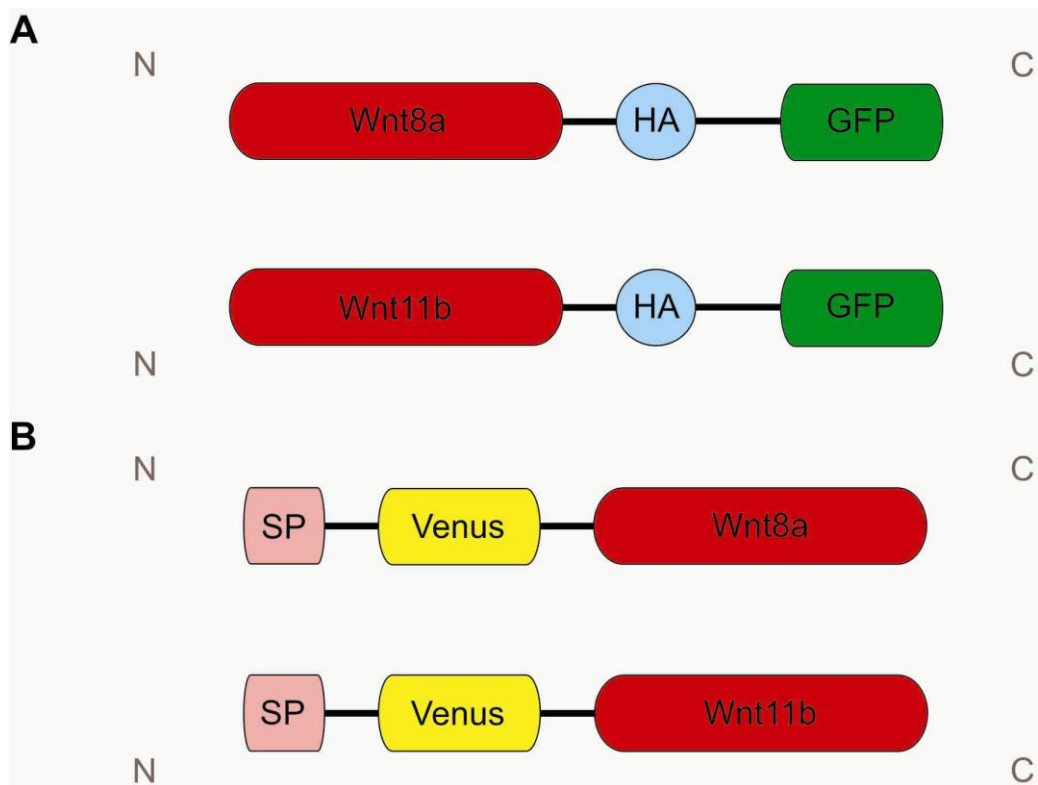 A
N C
Wnt8a HA GFP
Wnt11b HA GFP
N C
B
N C
SP Venus Wnt8a
SP Venus Wnt11b
N C